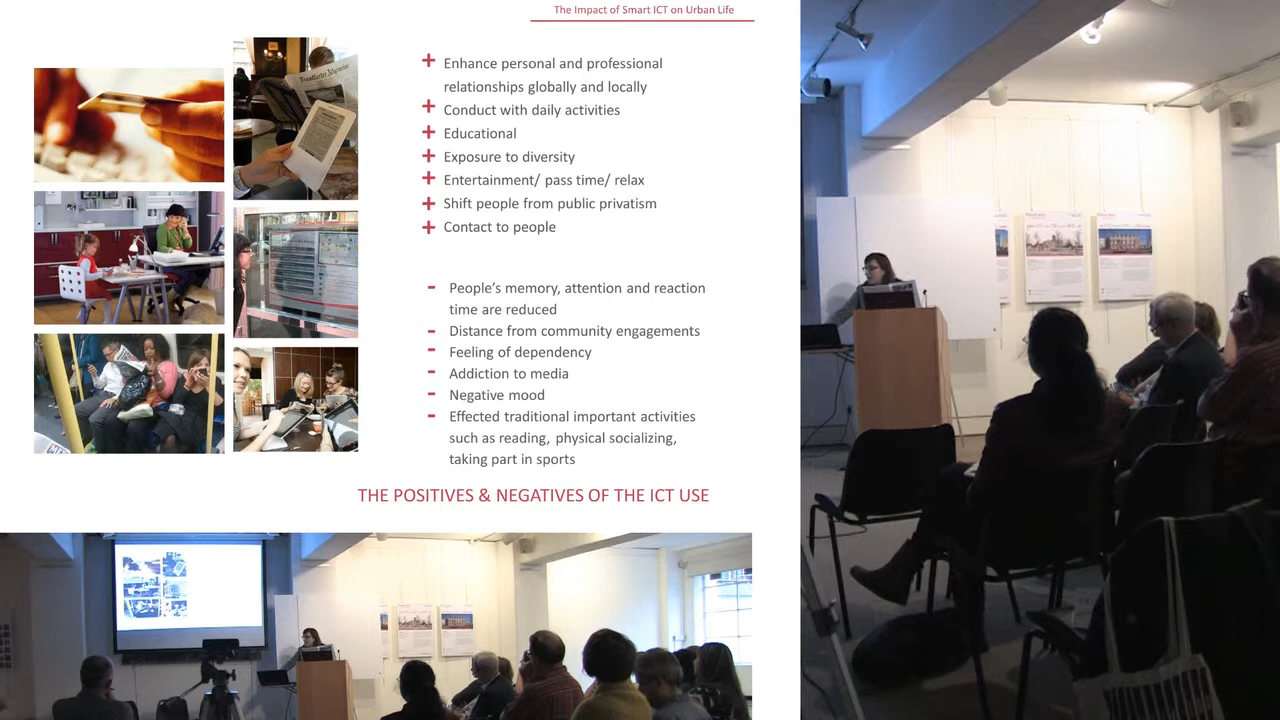 The Impact of Smart ICT on Urban Life
+ Enhance personal and professional
relationships globally and locally
+ Conduct with daily activities
+ Educational
+ Exposure to diversity
+ Entertainment/ pass time/ relax
+ Shift people from public privatism
+ Contact to people
- People’s memory, attention and reaction
time are reduced
- Distance from community engagements
- Feeling of dependency
- Addiction to media
- Negative mood
- Effected traditional important activities
such as reading, physical socializing,
taking part in sports
THE POSITIVES & NEGATIVES OF THE ICT USE